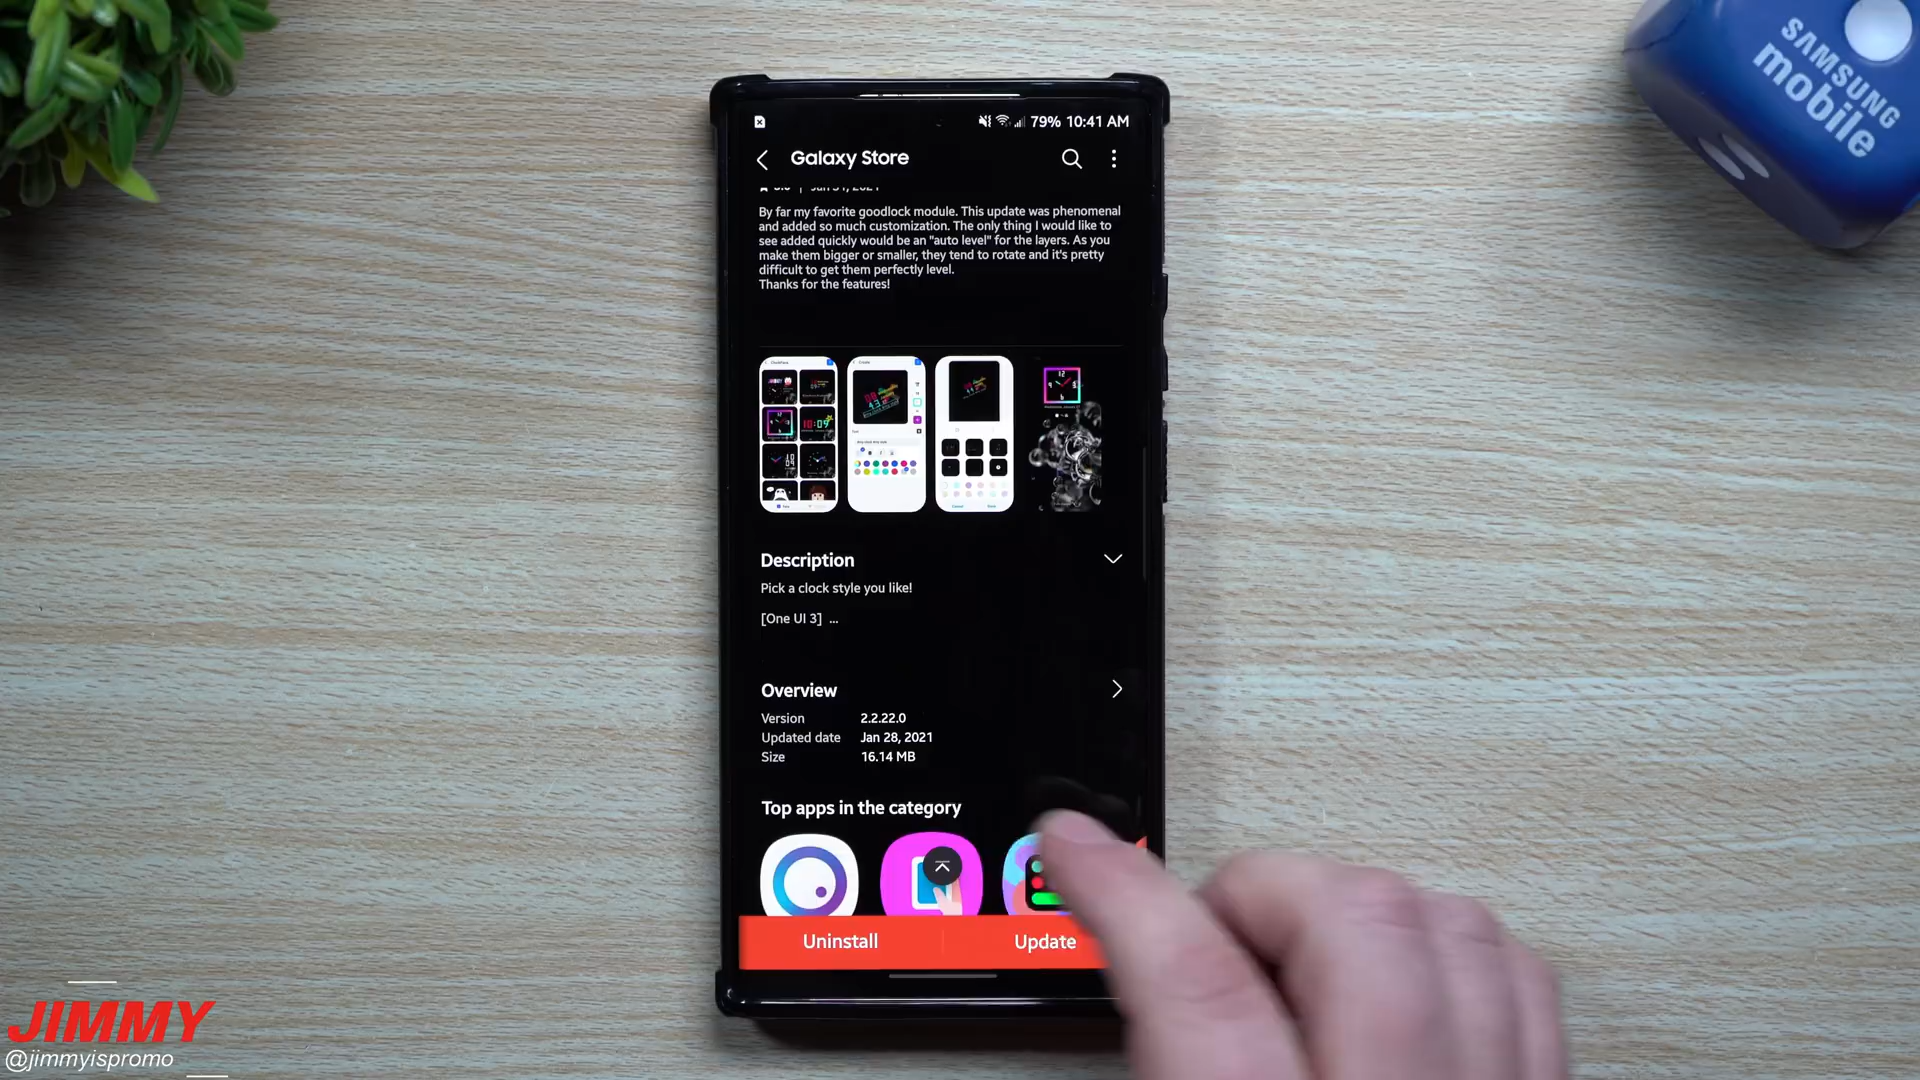 SAMSUNG
mobile
79% 10:41 AM
Galaxy Store
By far my favorite goodlock module. This update was phenomenal
and added so much customization. The only thing I would like to
see added quickly would be an "auto level" for the layers. As you
make them bigger or smaller, they tend to rotate and it's pretty
difficult to get them perfectly level.
Thanks for the features!
Description
Pick a clock style you like!
[One UI 3] ...
Overview
Version 2.2.22.0
Updated date Jan 28, 2021
Size 16.14 MB
Top apps in the category
Uninstall Update
JIMMY
@jimmyispromo